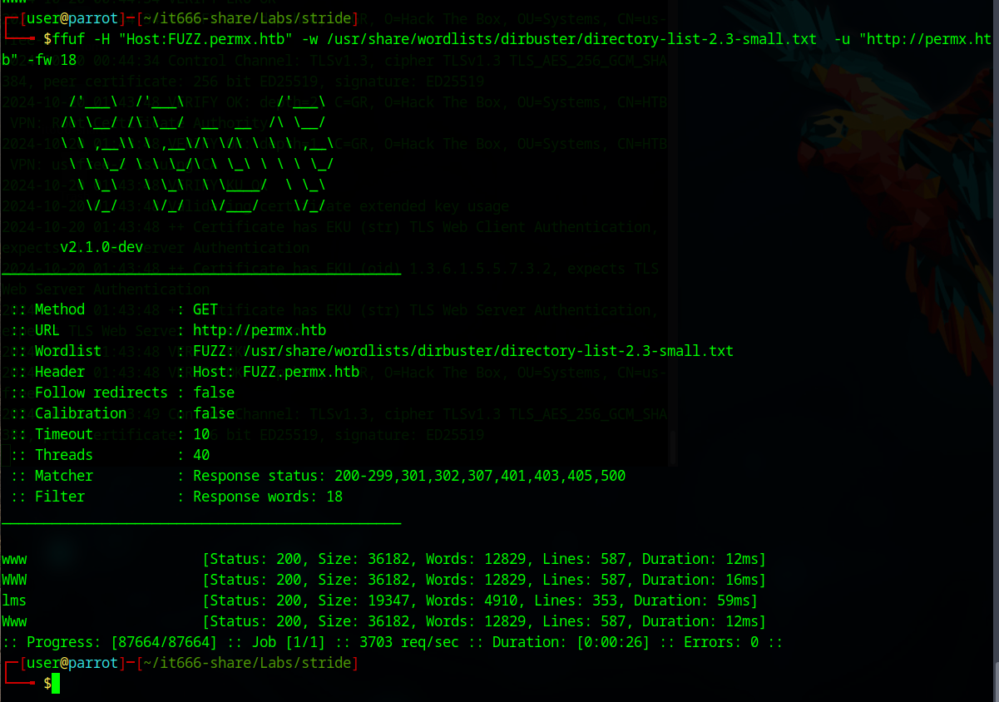 ┌─[user@parrot]─[~/it666-share/Labs/stride]
└──╼ $ffuf -H "Host:FUZZ.permx.htb" -w /usr/share/wordlists/dirbuster/directory-list-2.3-small.txt  -u "http://permx.ht
b" -fw 18

        /'___\  /'___\           /'___\
       /\ \__/ /\ \__/  __  __  /\ \__/
       \ \ ,__\\ \ ,__\/\ \/\ \ \ \ ,__\
        \ \ \_/ \ \ \_/\ \ \_\ \ \ \ \_/
         \ \_\   \ \_\  \ \____/  \ \_\
          \/_/    \/_/   \/___/    \/_/

       v2.1.0-dev
________________________________________________

 :: Method           : GET
 :: URL              : http://permx.htb
 :: Wordlist         : FUZZ: /usr/share/wordlists/dirbuster/directory-list-2.3-small.txt
 :: Header           : Host: FUZZ.permx.htb
 :: Follow redirects : false
 :: Calibration      : false
 :: Timeout          : 10
 :: Threads          : 40
 :: Matcher          : Response status: 200-299,301,302,307,401,403,405,500
 :: Filter           : Response words: 18
________________________________________________

www                     [Status: 200, Size: 36182, Words: 12829, Lines: 587, Duration: 12ms]
WWW                     [Status: 200, Size: 36182, Words: 12829, Lines: 587, Duration: 16ms]
lms                     [Status: 200, Size: 19347, Words: 4910, Lines: 353, Duration: 59ms]
Www                     [Status: 200, Size: 36182, Words: 12829, Lines: 587, Duration: 12ms]
:: Progress: [87664/87664] :: Job [1/1] :: 3703 req/sec :: Duration: [0:00:26] :: Errors: 0 ::
┌─[user@parrot]─[~/it666-share/Labs/stride]
└──╼ $